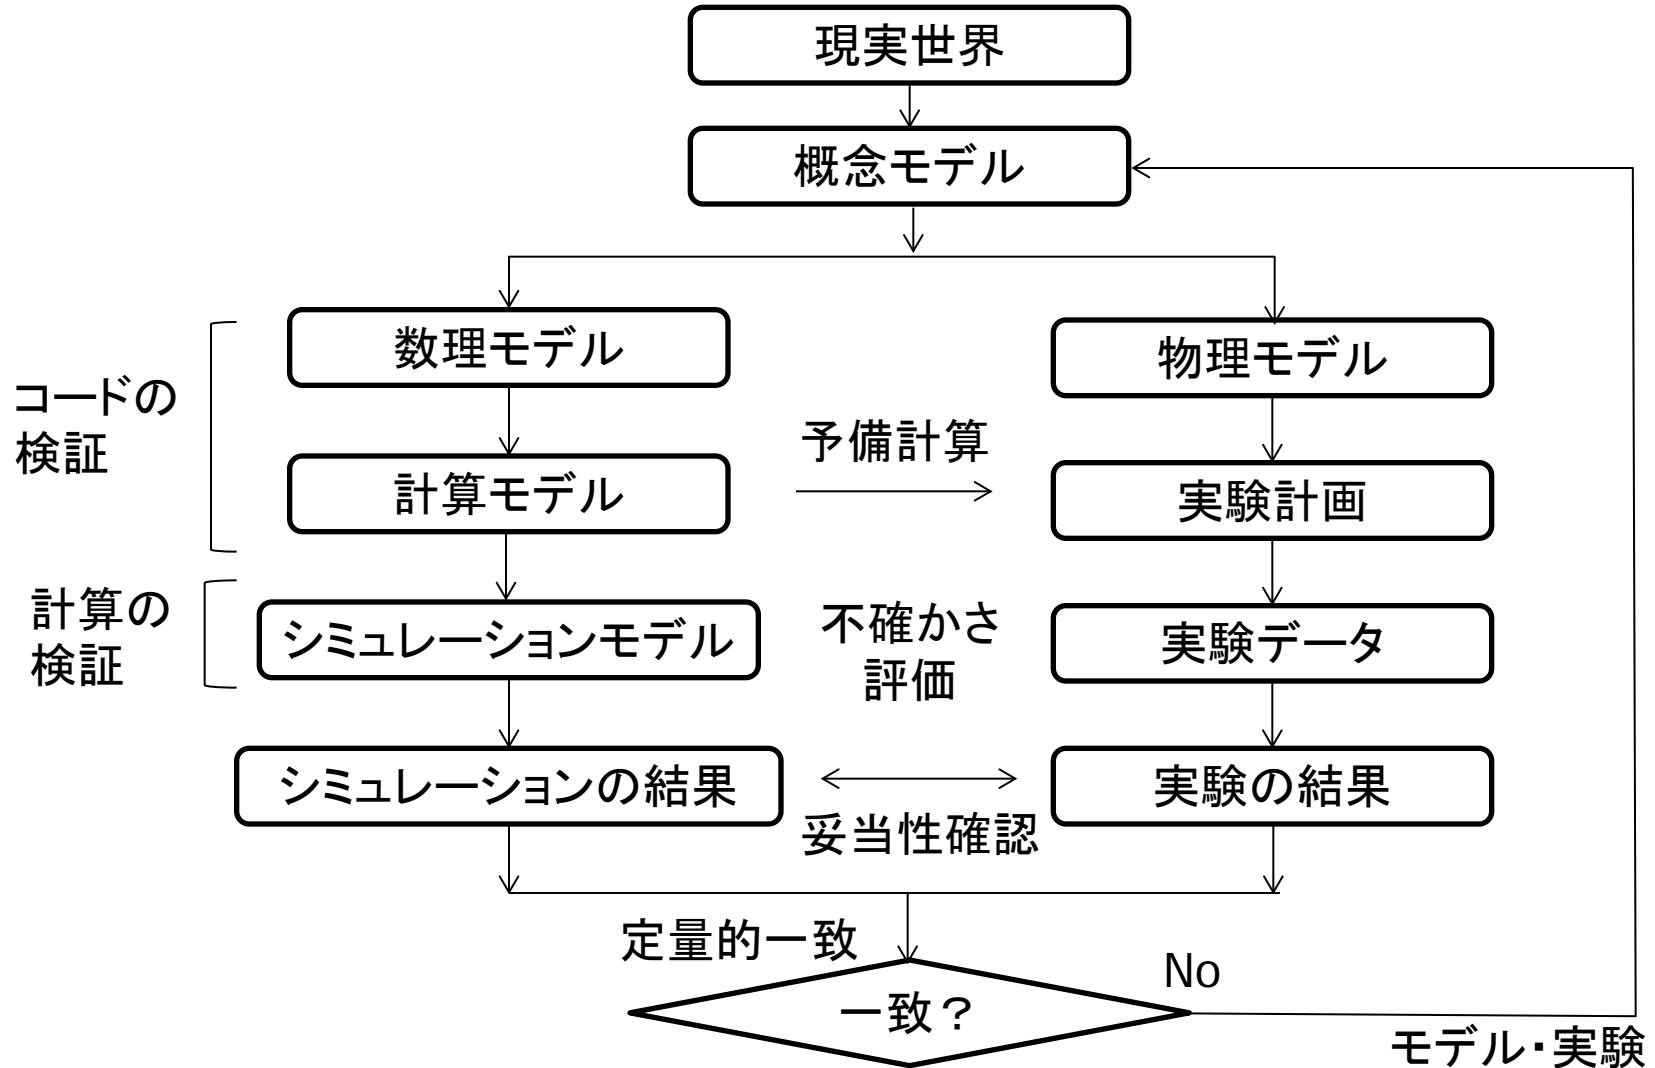 現実世界
概念モデル
数理モデル
物理モデル
コードの
検証
予備計算
計算モデル
実験計画
計算の
検証
シミュレーションモデル
不確かさ
評価
実験データ
シミュレーションの結果
実験の結果
妥当性確認
定量的一致
No
一致?
モデル・実験